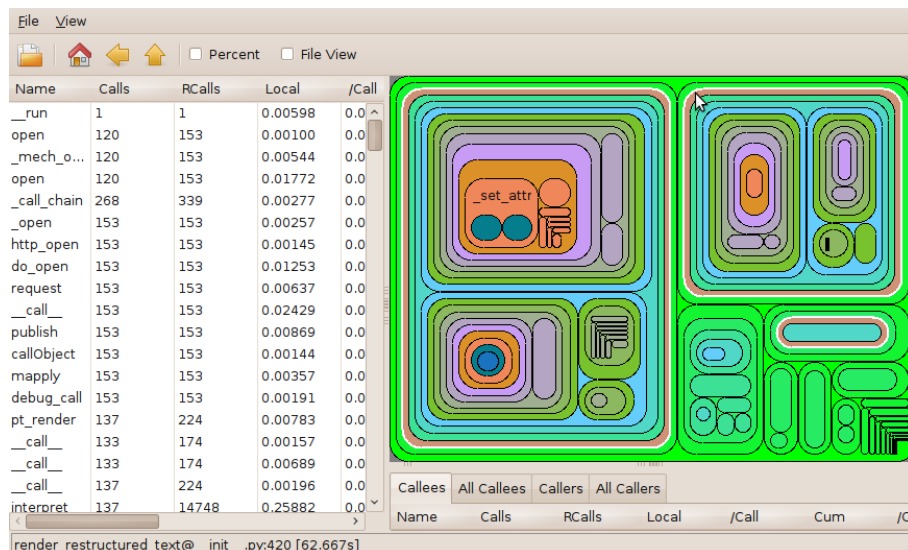 File View
Percent File View
Name Calls RCalls Local /Call
__run 1 1 0.00598 0.0
open 120 153 0.00100 0.0
_mech_o... 120 153 0.00544 0.0
open 120 153 0.01772 0.0
_call_chain 268 339 0.00277 0.0
_open 153 153 0.00257 0.0
http_open 153 153 0.00145 0.0
do_open 153 153 0.01253 0.0
request 153 153 0.00637 0.0
__call__ 153 153 0.02429 0.0
publish 153 153 0.00869 0.0
callObject 153 153 0.00144 0.0
mapply 153 153 0.00357 0.0
debug_call 153 153 0.00191 0.0
pt_render 137 224 0.00783 0.0
__call__ 133 174 0.00157 0.0
__call__ 133 174 0.00689 0.0
__call__ 137 224 0.00196 0.0
interpret 137 14748 0.25882 0.0
_set_attr
Callees All Callees Callers All Callers
Name Calls RCalls Local /Call Cum /C
render_restructured_text@__init__.py:420 [62.667s]